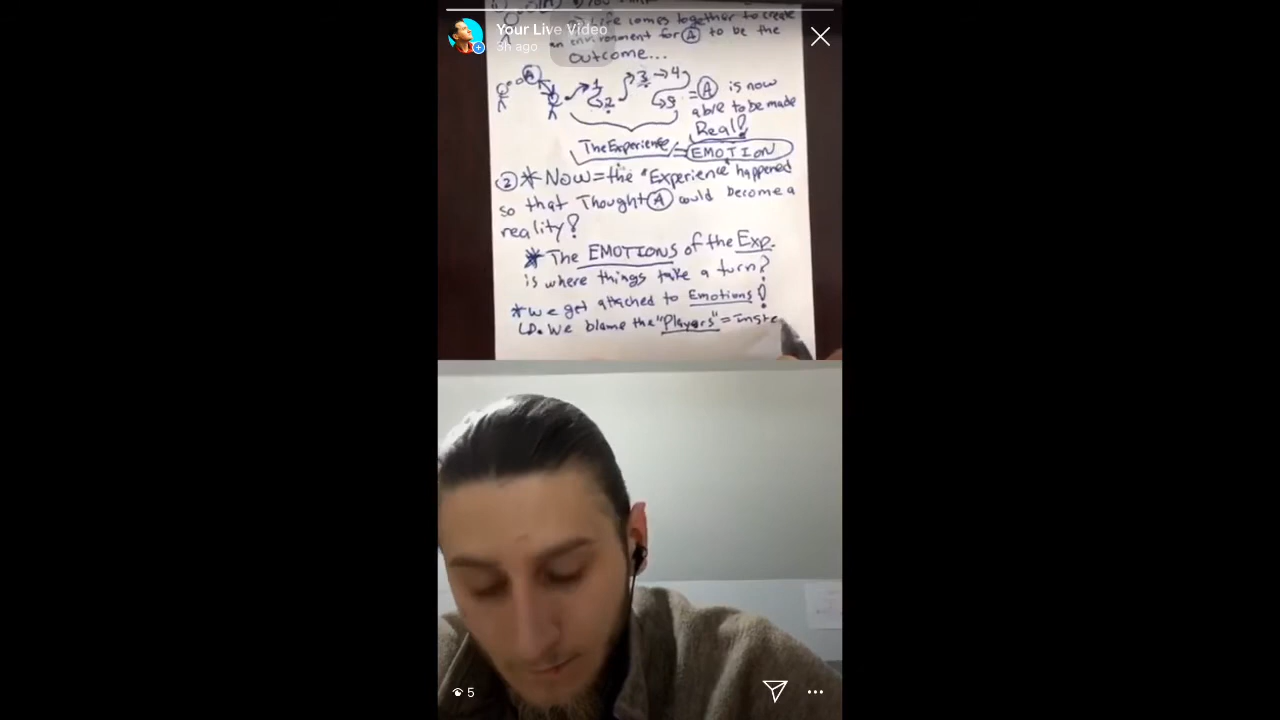 Your Live Video
3h ago
Life comes together to create
an environment for (A) to be the
outcome...
A
1
2
3
4
5
= (A) is now
able to be made
Real!
The Experience = EMOTION
(2) * Now = the "Experience" happened
so that Thought (A) could become a
reality!
* The EMOTIONS of the Exp.
is where things take a turn?
* we get attached to Emotions!
We blame the "Players" = Inste
5